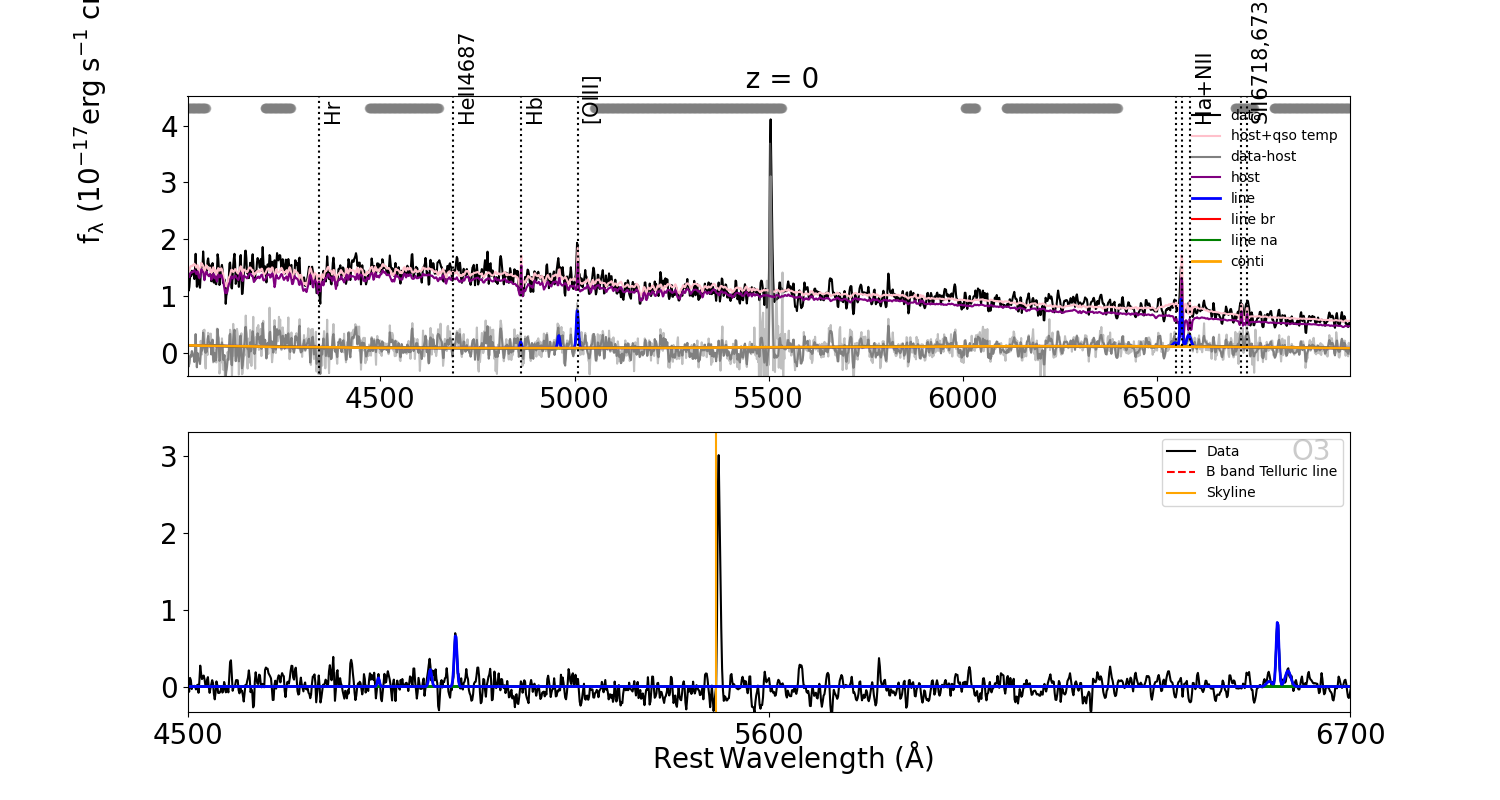 z = 0
f_λ (10^−17 erg s^−1
Hr
HeII4687
Hb
[OIII]
Ha+NII
SII6718,673
data
host+qso temp
data-host
host
line
line br
line na
conti
4
3
2
1
0
4500 5000 5500 6000 6500
O3
Data
B band Telluric line
Skyline
3
2
1
0
4500 5600 6700
Rest Wavelength (Å)